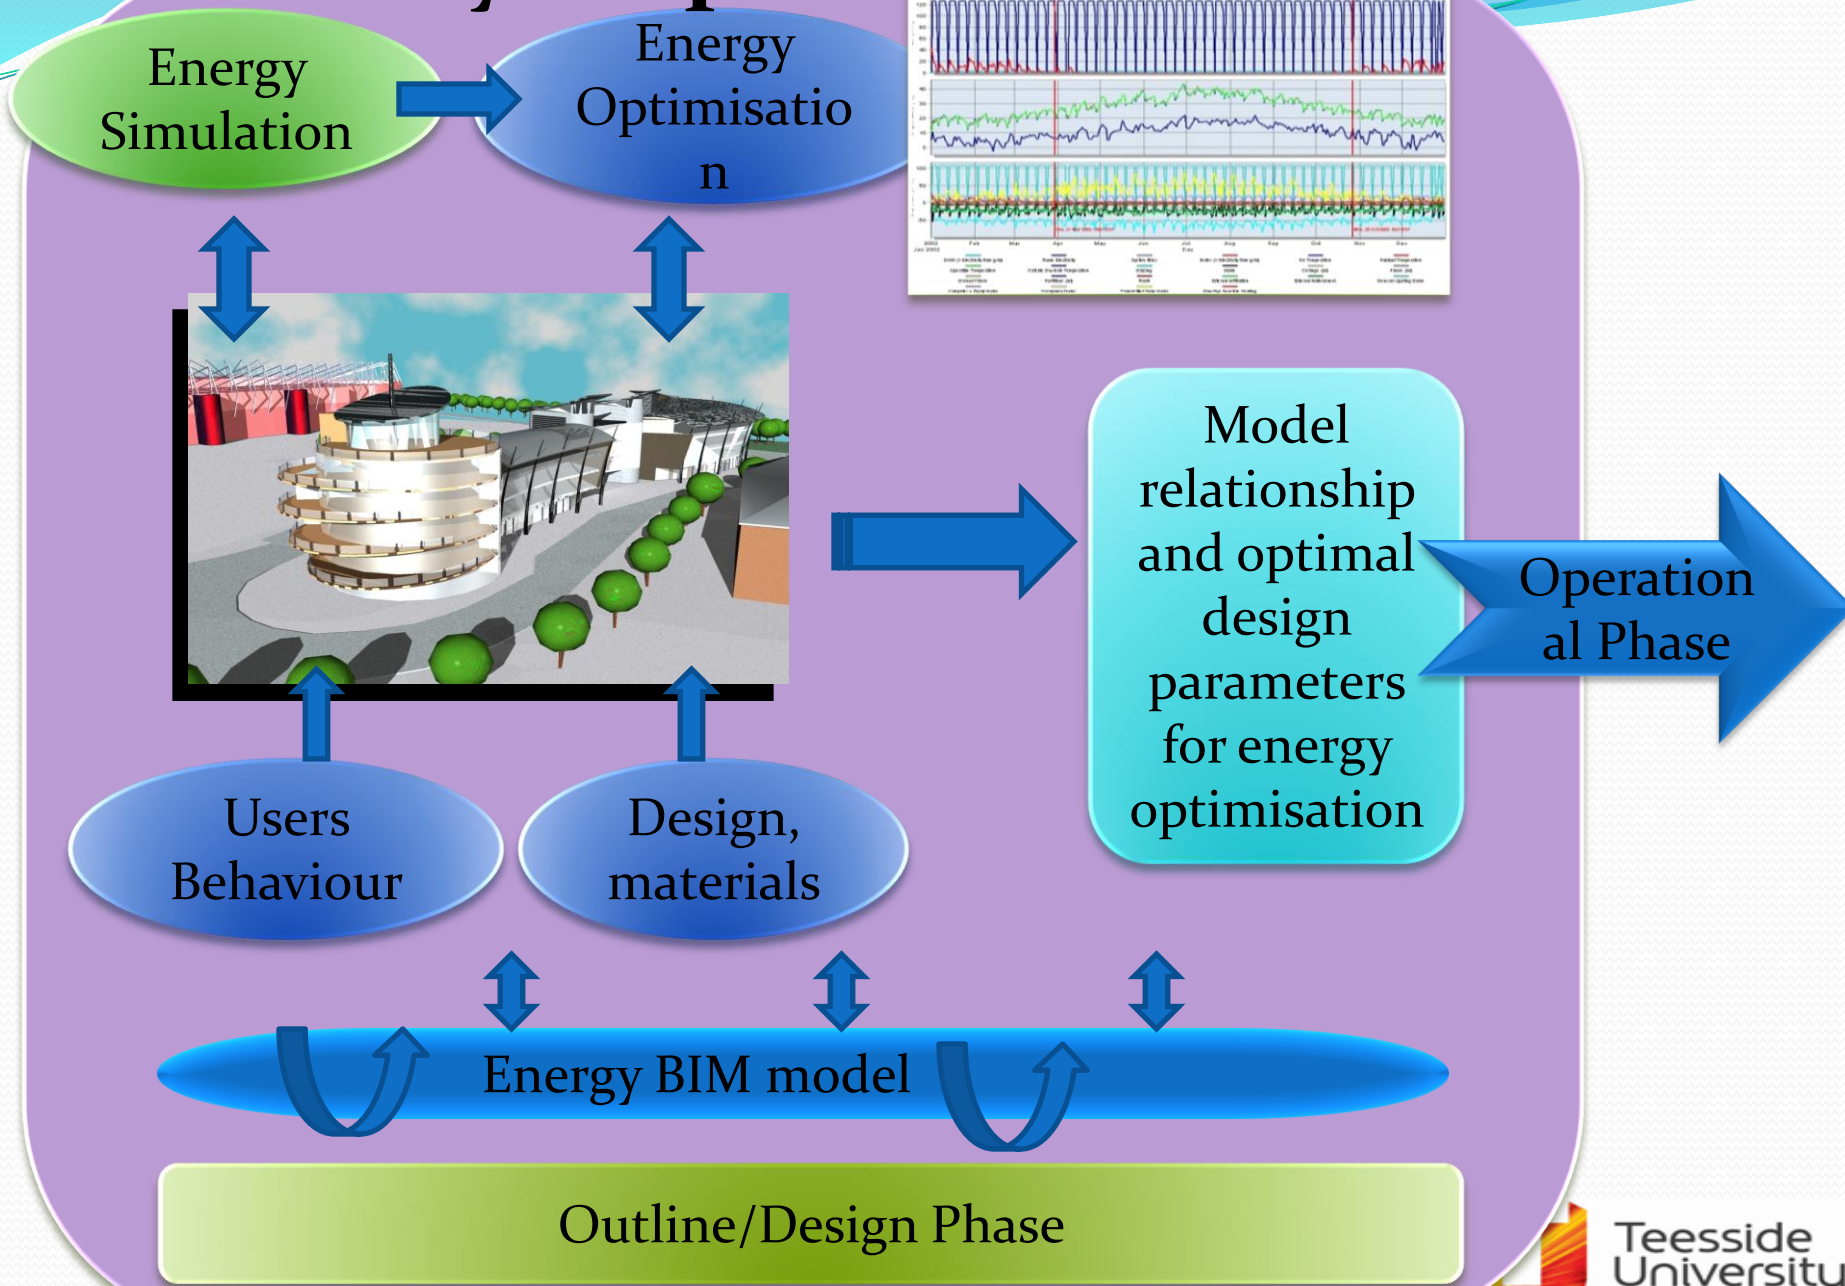 Energy
Simulation
Energy
Optimisatio
n
Model
relationship
and optimal
design
parameters
for energy
optimisation
Operation
al Phase
Users
Behaviour
Design,
materials
Energy BIM model
Outline/Design Phase
Teesside
University